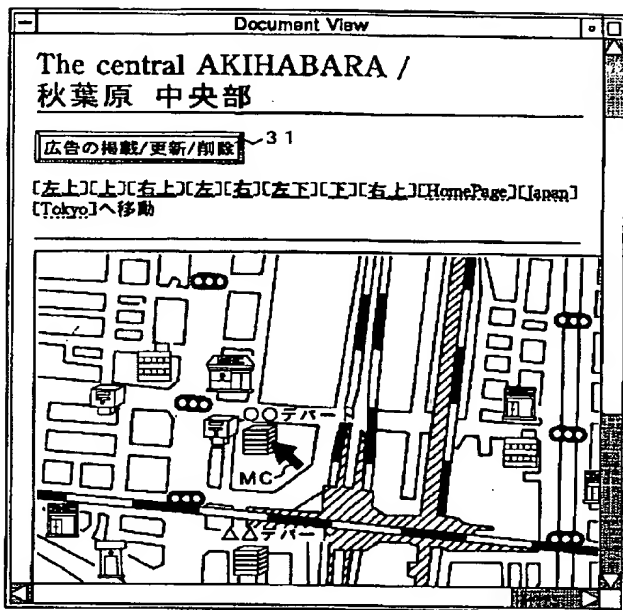 Document View
The central AKIHABARA /
秋葉原 中央部
広告の掲載/更新/削除
31
[左上][上][右上][左][右][左下][下][右上][HomePage][Japan]
[Tokyo]へ移動
○○デパート
MC
△△デパート